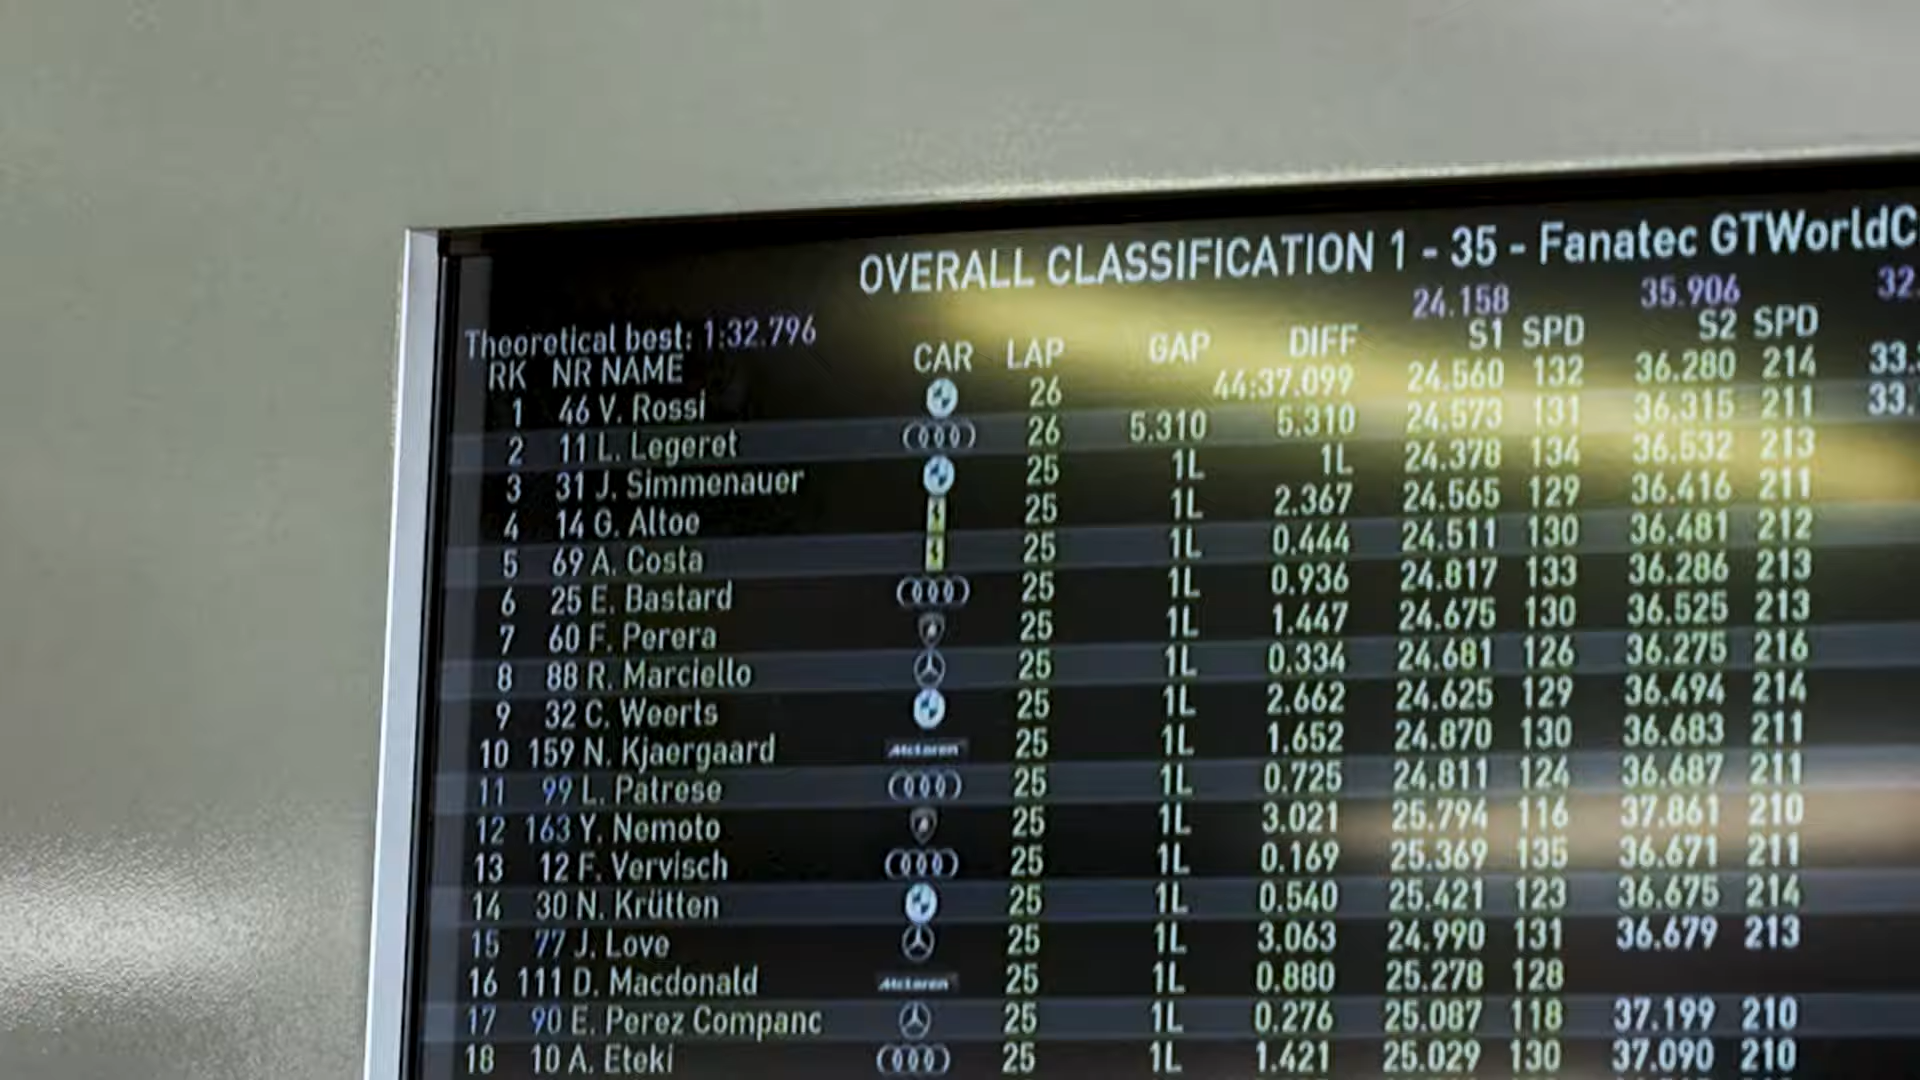 OVERALL CLASSIFICATION 1 - 35 - Fanatec GTWorldC
24.158 35.906 32.
Theoretical best: 1:32.796
RK NR NAME CAR LAP GAP DIFF S1 SPD S2 SPD
1 46 V. Rossi 26 44:37.099 24.560 132 36.280 214 33.
2 11 L. Legeret 26 5.310 5.310 24.573 131 36.315 211 33.
3 31 J. Simmenauer 25 1L 1L 24.378 134 36.532 213
4 14 G. Altoe 25 1L 2.367 24.565 129 36.416 211
5 69 A. Costa 25 1L 0.444 24.511 130 36.481 212
6 25 E. Bastard 25 1L 0.936 24.817 133 36.286 213
7 60 F. Perera 25 1L 1.447 24.675 130 36.525 213
8 88 R. Marciello 25 1L 0.334 24.681 126 36.275 216
9 32 C. Weerts 25 1L 2.662 24.625 129 36.494 214
10 159 N. Kjaergaard McLaren 25 1L 1.652 24.870 130 36.683 211
11 99 L. Patrese 25 1L 0.725 24.811 124 36.687 211
12 163 Y. Nemoto 25 1L 3.021 25.794 116 37.861 210
13 12 F. Vervisch 25 1L 0.169 25.369 135 36.671 211
14 30 N. Krütten 25 1L 0.540 25.421 123 36.675 214
15 77 J. Love 25 1L 3.063 24.990 131 36.679 213
16 111 D. Macdonald McLaren 25 1L 0.880 25.278 128
17 90 E. Perez Companc 25 1L 0.276 25.087 118 37.199 210
18 10 A. Eteki 25 1L 1.421 25.029 130 37.090 210